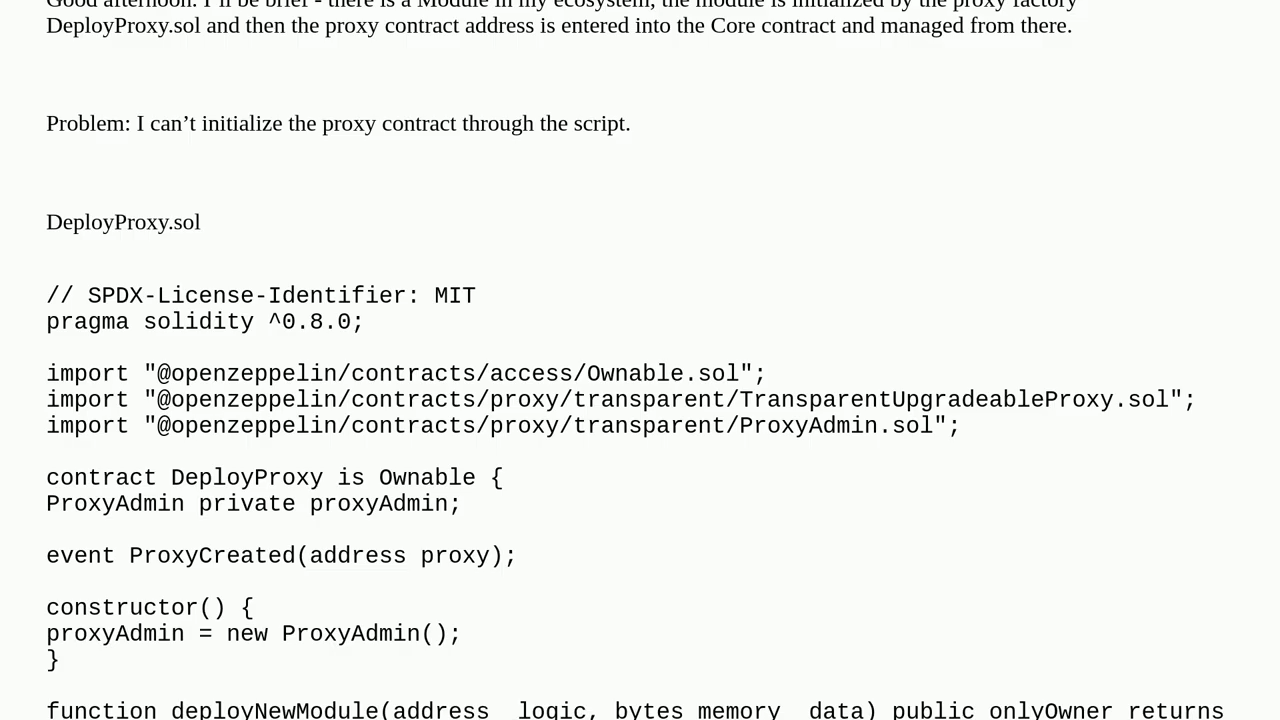 Good afternoon. I'll be brief - there is a Module in my ecosystem, the module is initialized by the proxy factory
DeployProxy.sol and then the proxy contract address is entered into the Core contract and managed from there.
Problem: I can’t initialize the proxy contract through the script.
DeployProxy.sol
// SPDX-License-Identifier: MIT
pragma solidity ^0.8.0;
import "@openzeppelin/contracts/access/Ownable.sol";
import "@openzeppelin/contracts/proxy/transparent/TransparentUpgradeableProxy.sol";
import "@openzeppelin/contracts/proxy/transparent/ProxyAdmin.sol";
contract DeployProxy is Ownable {
ProxyAdmin private proxyAdmin;
event ProxyCreated(address proxy);
constructor() {
proxyAdmin = new ProxyAdmin();
}
function deployNewModule(address _logic, bytes memory _data) public onlyOwner returns